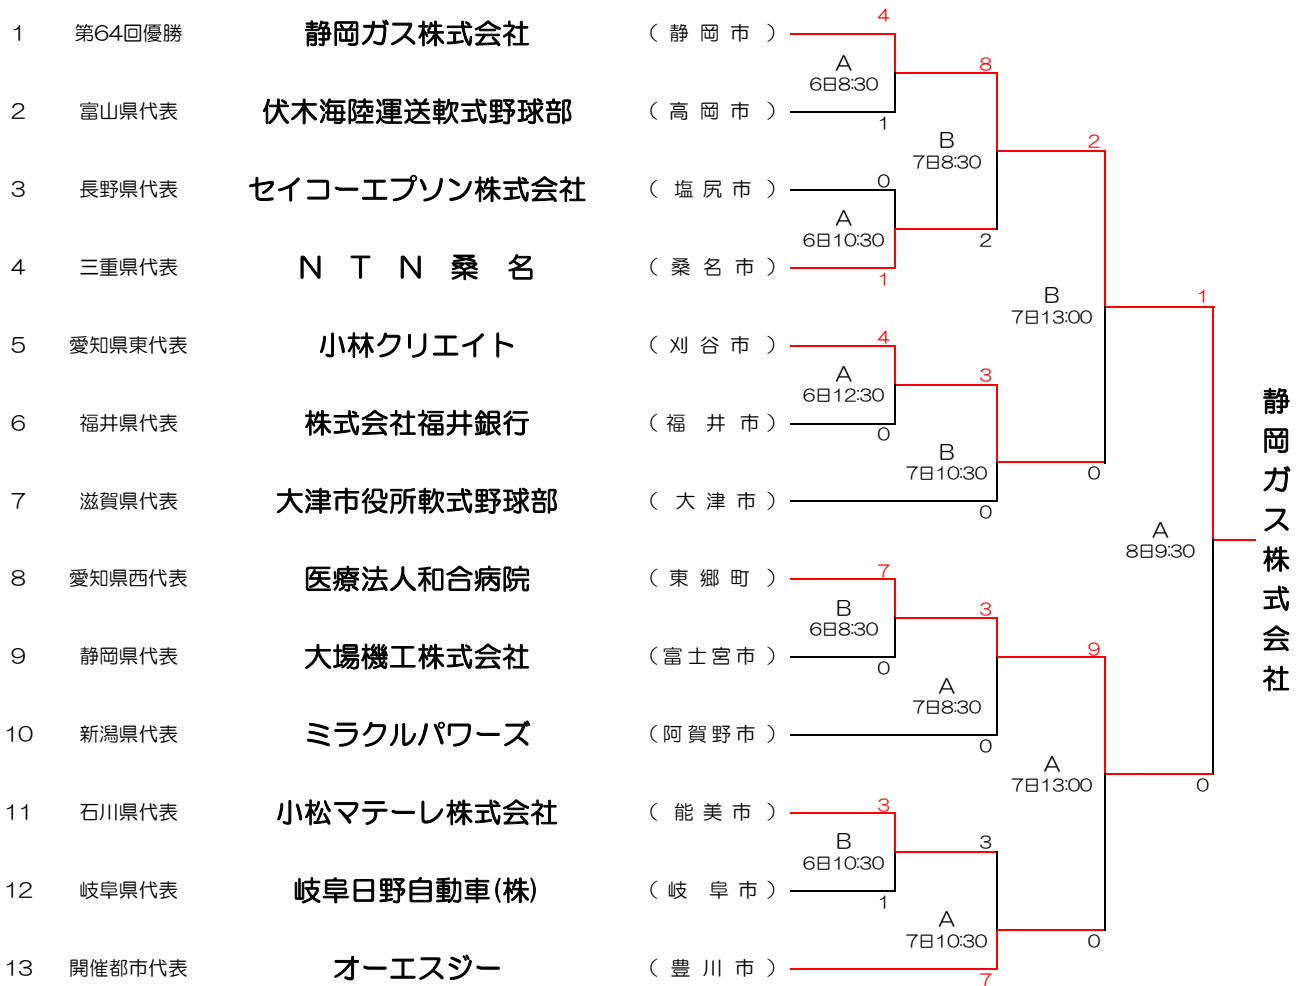 1 第64回優勝 静岡ガス株式会社 （静岡市） 4
A
6日8:30
8
2 富山県代表 伏木海陸運送軟式野球部 （高岡市） 1
B
7日8:30
2
3 長野県代表 セイコーエプソン株式会社 （塩尻市） 0
A
6日10:30
2
4 三重県代表 NTN桑名 （桑名市） 1
B
7日13:00
1
5 愛知県東代表 小林クリエイト （刈谷市） 4
A
6日12:30
3
6 福井県代表 株式会社福井銀行 （福井市） 0
B
7日10:30
0
7 滋賀県代表 大津市役所軟式野球部 （大津市） 0
A
8日9:30
静岡ガス株式会社
8 愛知県西代表 医療法人和合病院 （東郷町） 7
B
6日8:30
3
9 静岡県代表 大場機工株式会社 （富士宮市） 0
A
7日8:30
9
10 新潟県代表 ミラクルパワーズ （阿賀野市） 0
A
7日13:00
0
11 石川県代表 小松マテーレ株式会社 （能美市） 3
B
6日10:30
3
12 岐阜県代表 岐阜日野自動車(株) （岐阜市） 1
A
7日10:30
0
13 開催都市代表 オーエスジー （豊川市） 7